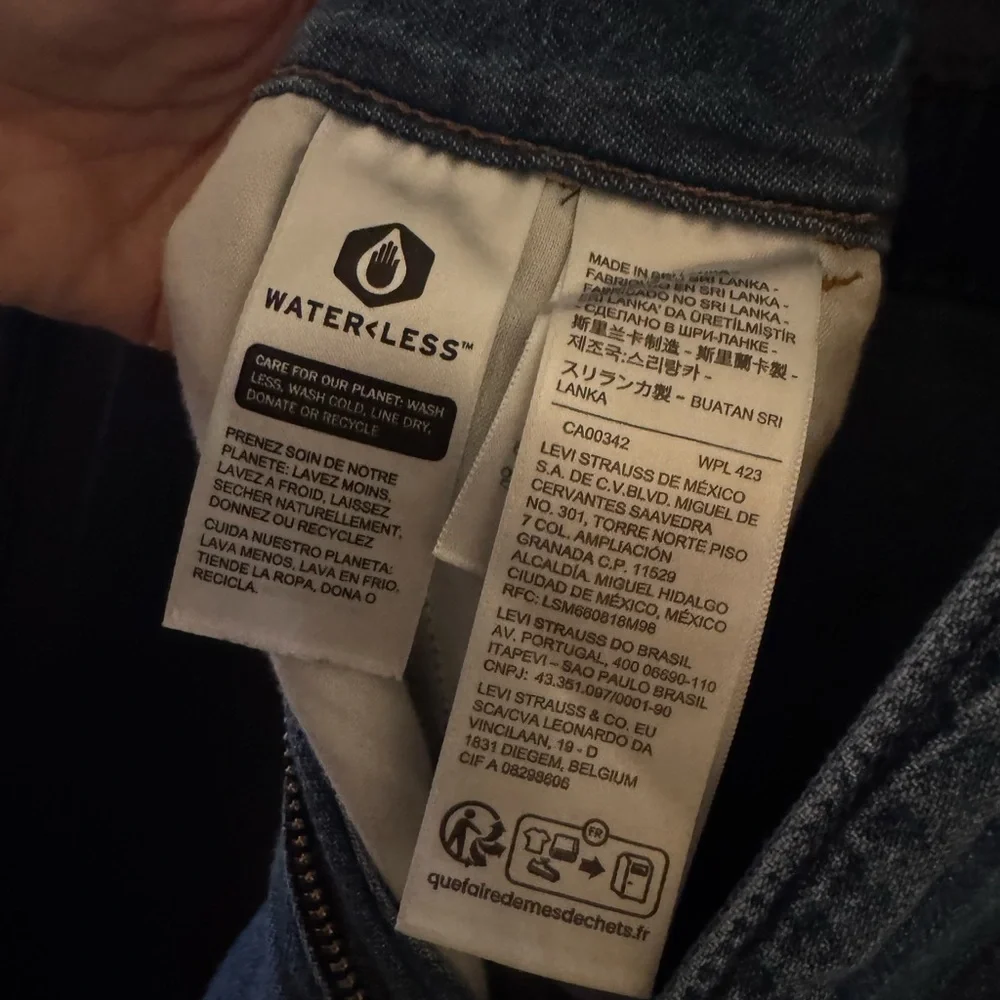 WATER<LESS™
CARE FOR OUR PLANET: WASH
LESS, WASH COLD, LINE DRY,
DONATE OR RECYCLE
PRENEZ SOIN DE NOTRE
PLANETE: LAVEZ MOINS,
LAVEZ A FROID, LAISSEZ
SECHER NATURELLEMENT,
DONNEZ OU RECYCLEZ
CUIDA NUESTRO PLANETA:
LAVA MENOS, LAVA EN FRIO,
TIENDE LA ROPA, DONA O
RECICLA.
MADE IN SRI LANKA -
FABRIQUÉ EN SRI LANKA -
FABRICADO NO SRI LANKA -
SRI LANKA' DA ÜRETİLMİŞTİR
- СДЕЛАНО В ШРИ-ЛАНКЕ -
斯里兰卡制造 - 斯里蘭卡製 -
제조국:스리랑카 -
スリランカ製 - BUATAN SRI
LANKA
CA00342 WPL 423
LEVI STRAUSS DE MÉXICO
S.A. DE C.V.BLVD. MIGUEL DE
CERVANTES SAAVEDRA
NO. 301, TORRE NORTE PISO
7 COL. AMPLIACIÓN
GRANADA C.P. 11529
ALCALDÍA. MIGUEL HIDALGO
CIUDAD DE MÉXICO, MÉXICO
RFC: LSM660818M98
LEVI STRAUSS DO BRASIL
AV. PORTUGAL, 400 06690-110
ITAPEVI – SAO PAULO BRASIL
CNPJ: 43.351.097/0001-90
LEVI STRAUSS & CO. EU
SCA/CVA LEONARDO DA
VINCILAAN, 19 - D
1831 DIEGEM, BELGIUM
CIF A 08298606
FR
quefairedemesdechets.fr